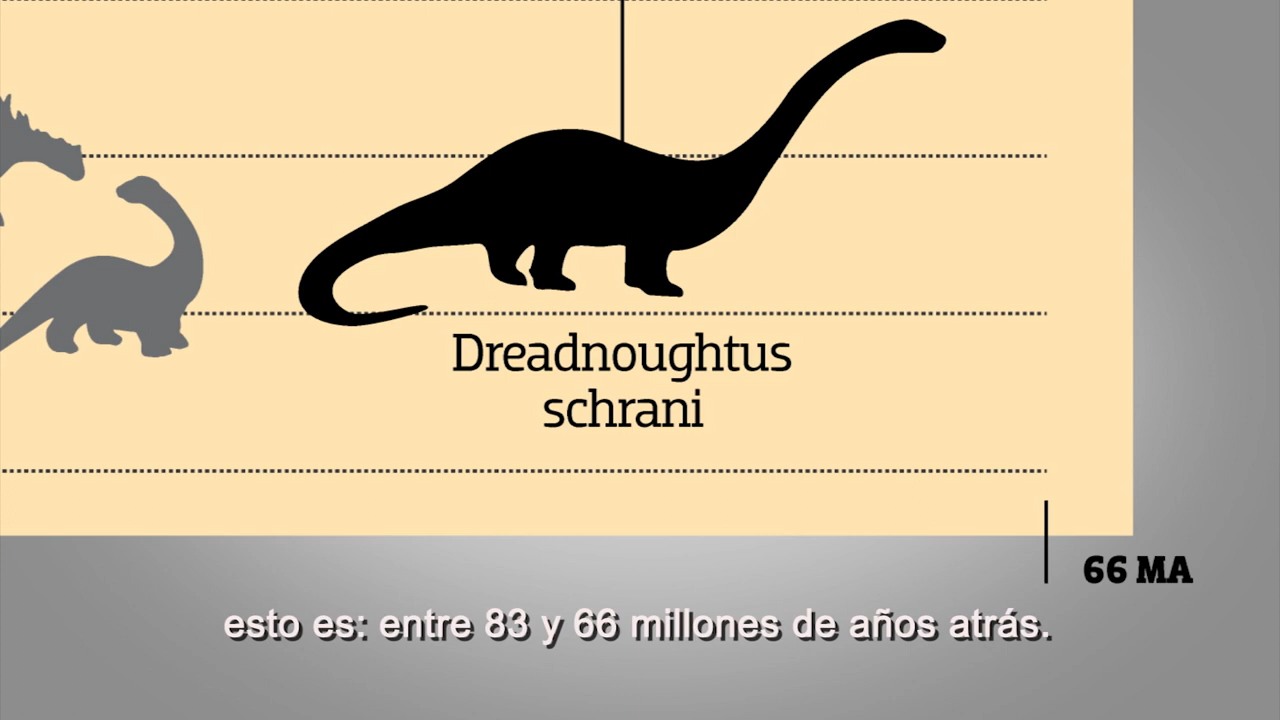 Dreadnoughtus
schrani
66 MA
esto es: entre 83 y 66 millones de años atrás.